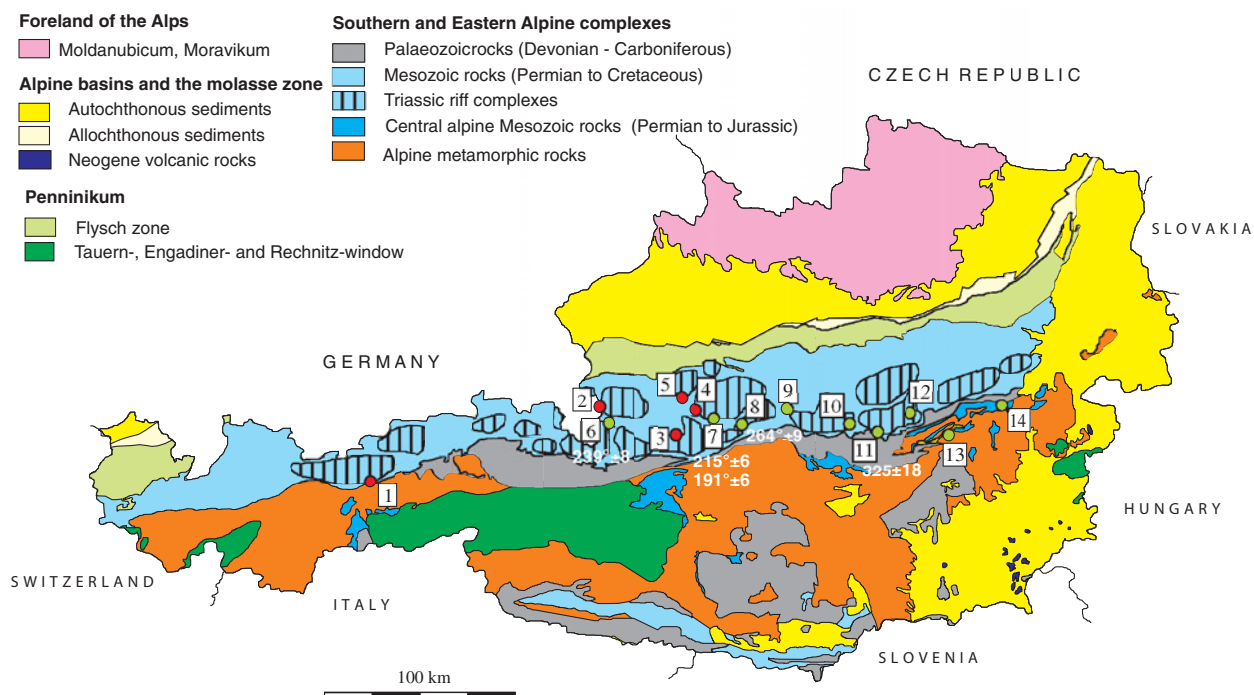 Foreland of the Alps
Moldanubicum, Moravikum
Alpine basins and the molasse zone
Autochthonous sediments
Allochthonous sediments
Neogene volcanic rocks
Penninikum
Flysch zone
Tauern-, Engadiner- and Rechnitz-window
Southern and Eastern Alpine complexes
Palaeozoicrocks (Devonian - Carboniferous)
Mesozoic rocks (Permian to Cretaceous)
Triassic riff complexes
Central alpine Mesozoic rocks (Permian to Jurassic)
Alpine metamorphic rocks
CZECH REPUBLIC
SLOVAKIA
GERMANY
5
4
2
9
12
10
8
6
3
7
14
11
13
264°±9
239°±8
215°±6
191°±6
325±18
1
HUNGARY
SWITZERLAND
ITALY
SLOVENIA
100 km